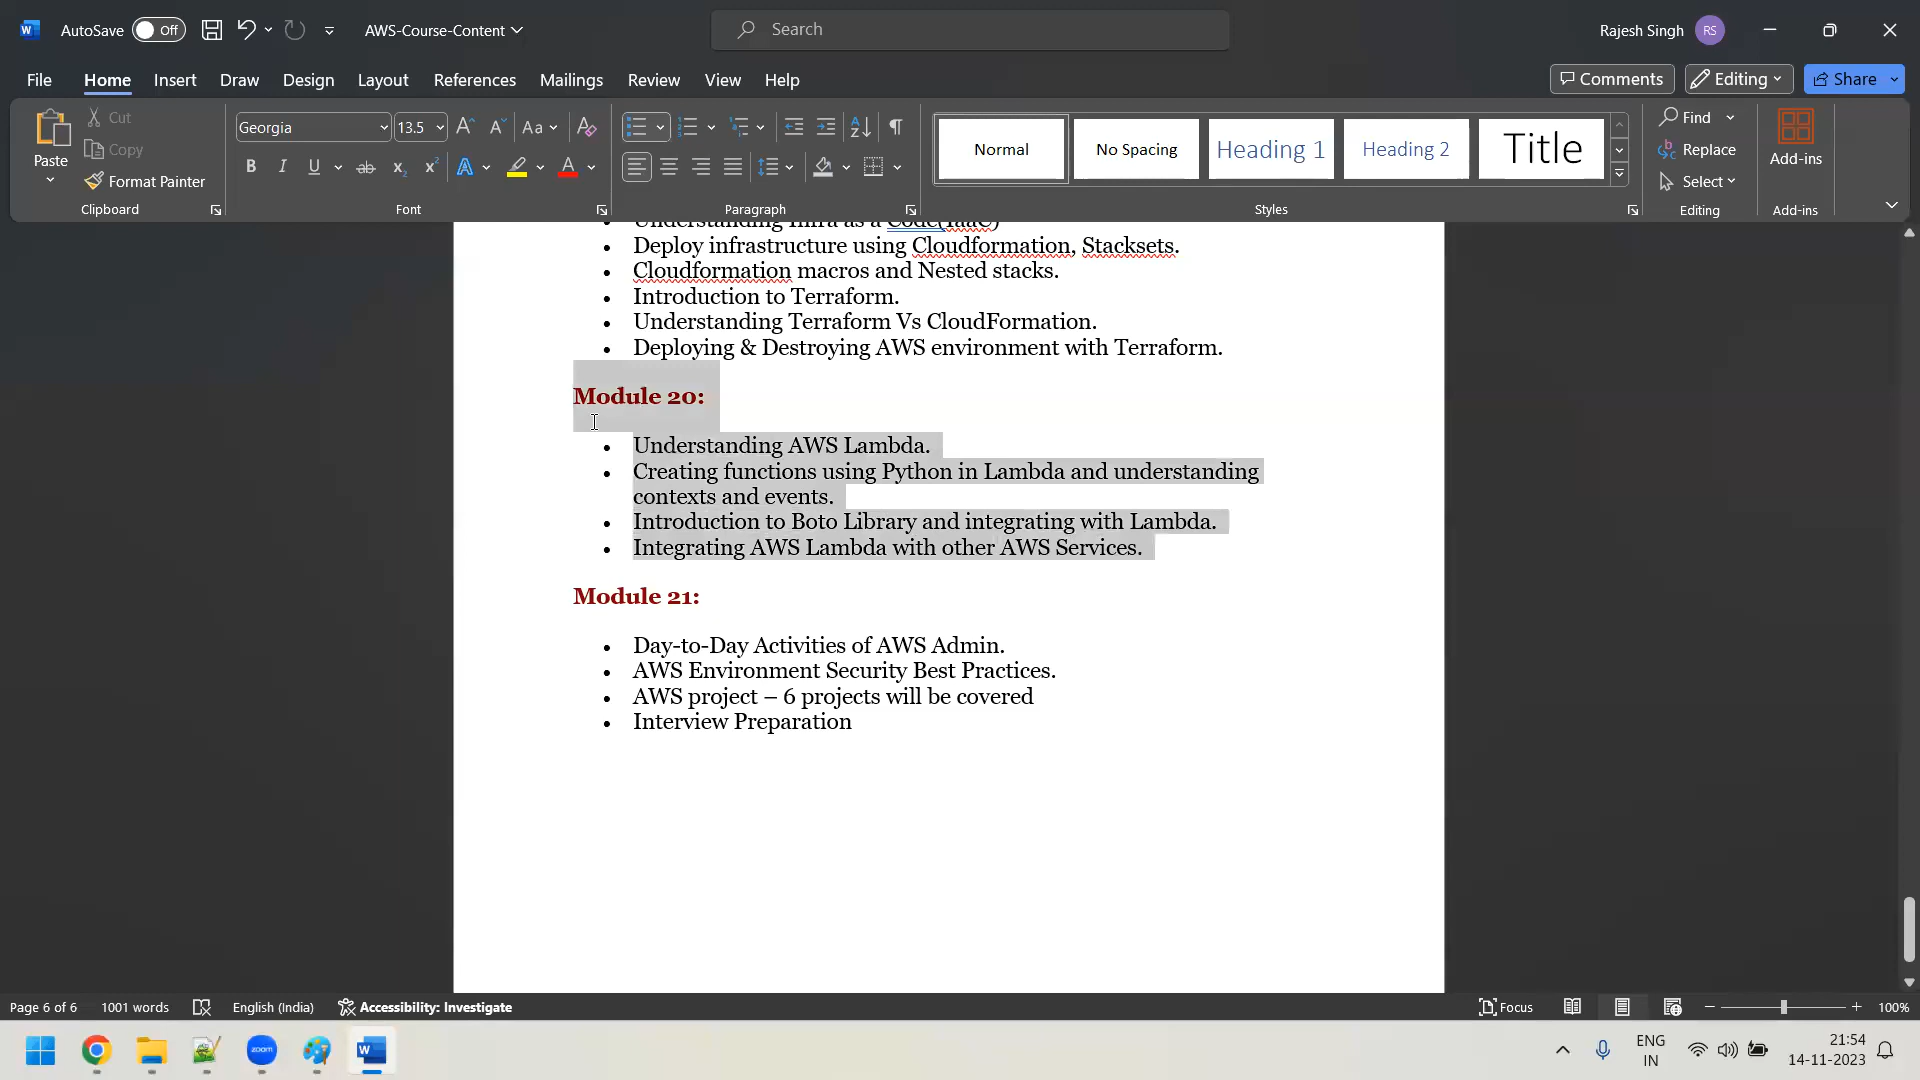 AutoSave Off AWS-Course-Content Search Rajesh Singh RS
File Home Insert Draw Design Layout References Mailings Review View Help Comments Editing Share
Paste Cut Copy Format Painter Clipboard
Georgia 13.5 Aa
B I U ab x₂ x² A A
Font
Paragraph
Normal No Spacing Heading 1 Heading 2 Title
Styles
Find
Replace
Select
Editing
Add-ins
Add-ins
Understanding Infra as a Code(IaaC)
• Deploy infrastructure using Cloudformation, Stacksets.
• Cloudformation macros and Nested stacks.
• Introduction to Terraform.
• Understanding Terraform Vs CloudFormation.
• Deploying & Destroying AWS environment with Terraform.
Module 20:
• Understanding AWS Lambda.
• Creating functions using Python in Lambda and understanding
contexts and events.
• Introduction to Boto Library and integrating with Lambda.
• Integrating AWS Lambda with other AWS Services.
Module 21:
• Day-to-Day Activities of AWS Admin.
• AWS Environment Security Best Practices.
• AWS project – 6 projects will be covered
• Interview Preparation
Page 6 of 6 1001 words English (India) Accessibility: Investigate Focus 100%
zoom
ENG
IN
21:54
14-11-2023